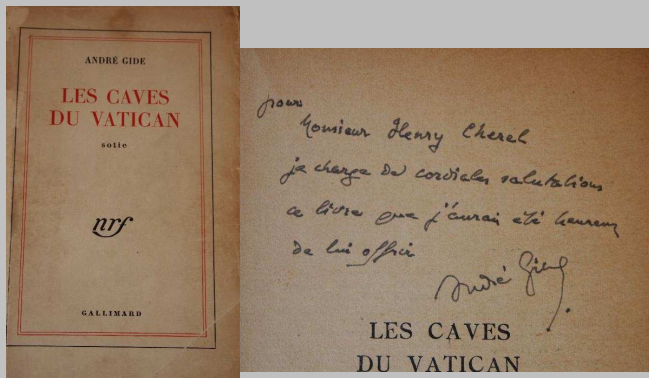 ANDRÉ GIDE
LES CAVES
DU VATICAN
sotie
nrf
GALLIMARD
pour
Monsieur Henry Cherel
je charge de cordiales salutations
ce livre que j'aurais été heureux
de lui offrir
André Gide
LES CAVES
DU VATICAN